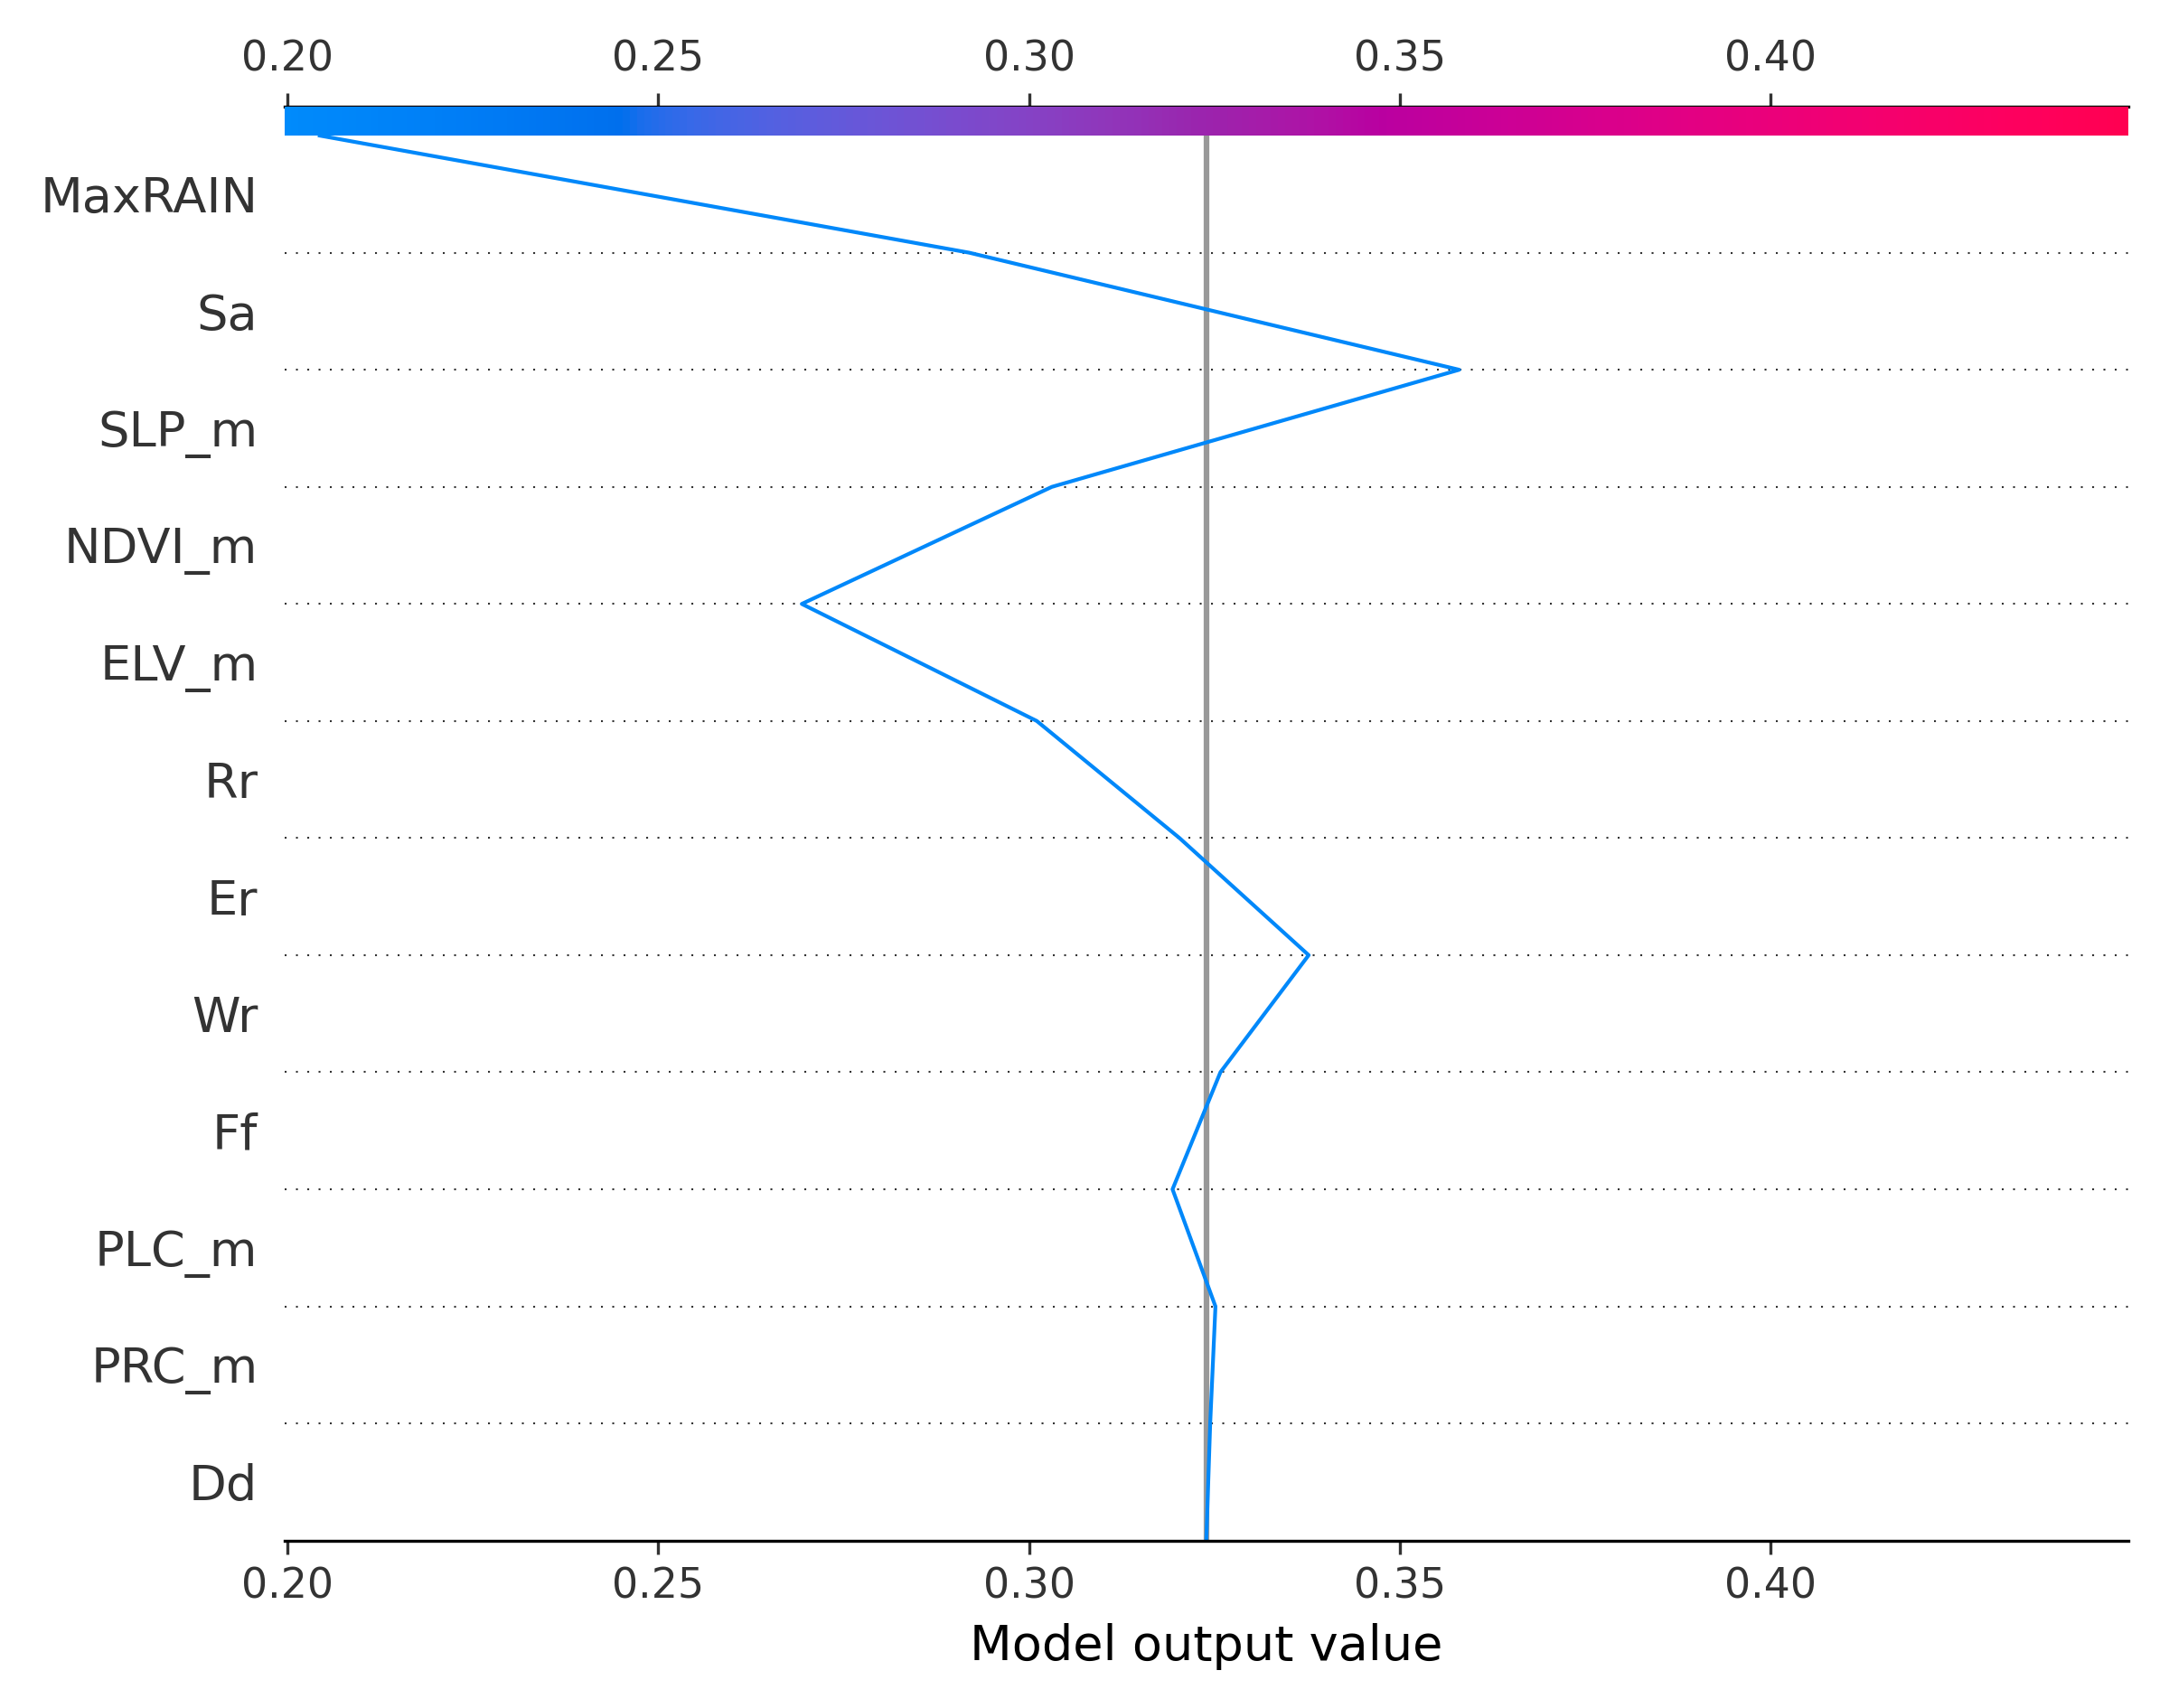 0.20 0.25 0.30 0.35 0.40
MaxRAIN
Sa
SLP_m
NDVI_m
ELV_m
Rr
Er
Wr
Ff
PLC_m
PRC_m
Dd
0.20 0.25 0.30 0.35 0.40
Model output value